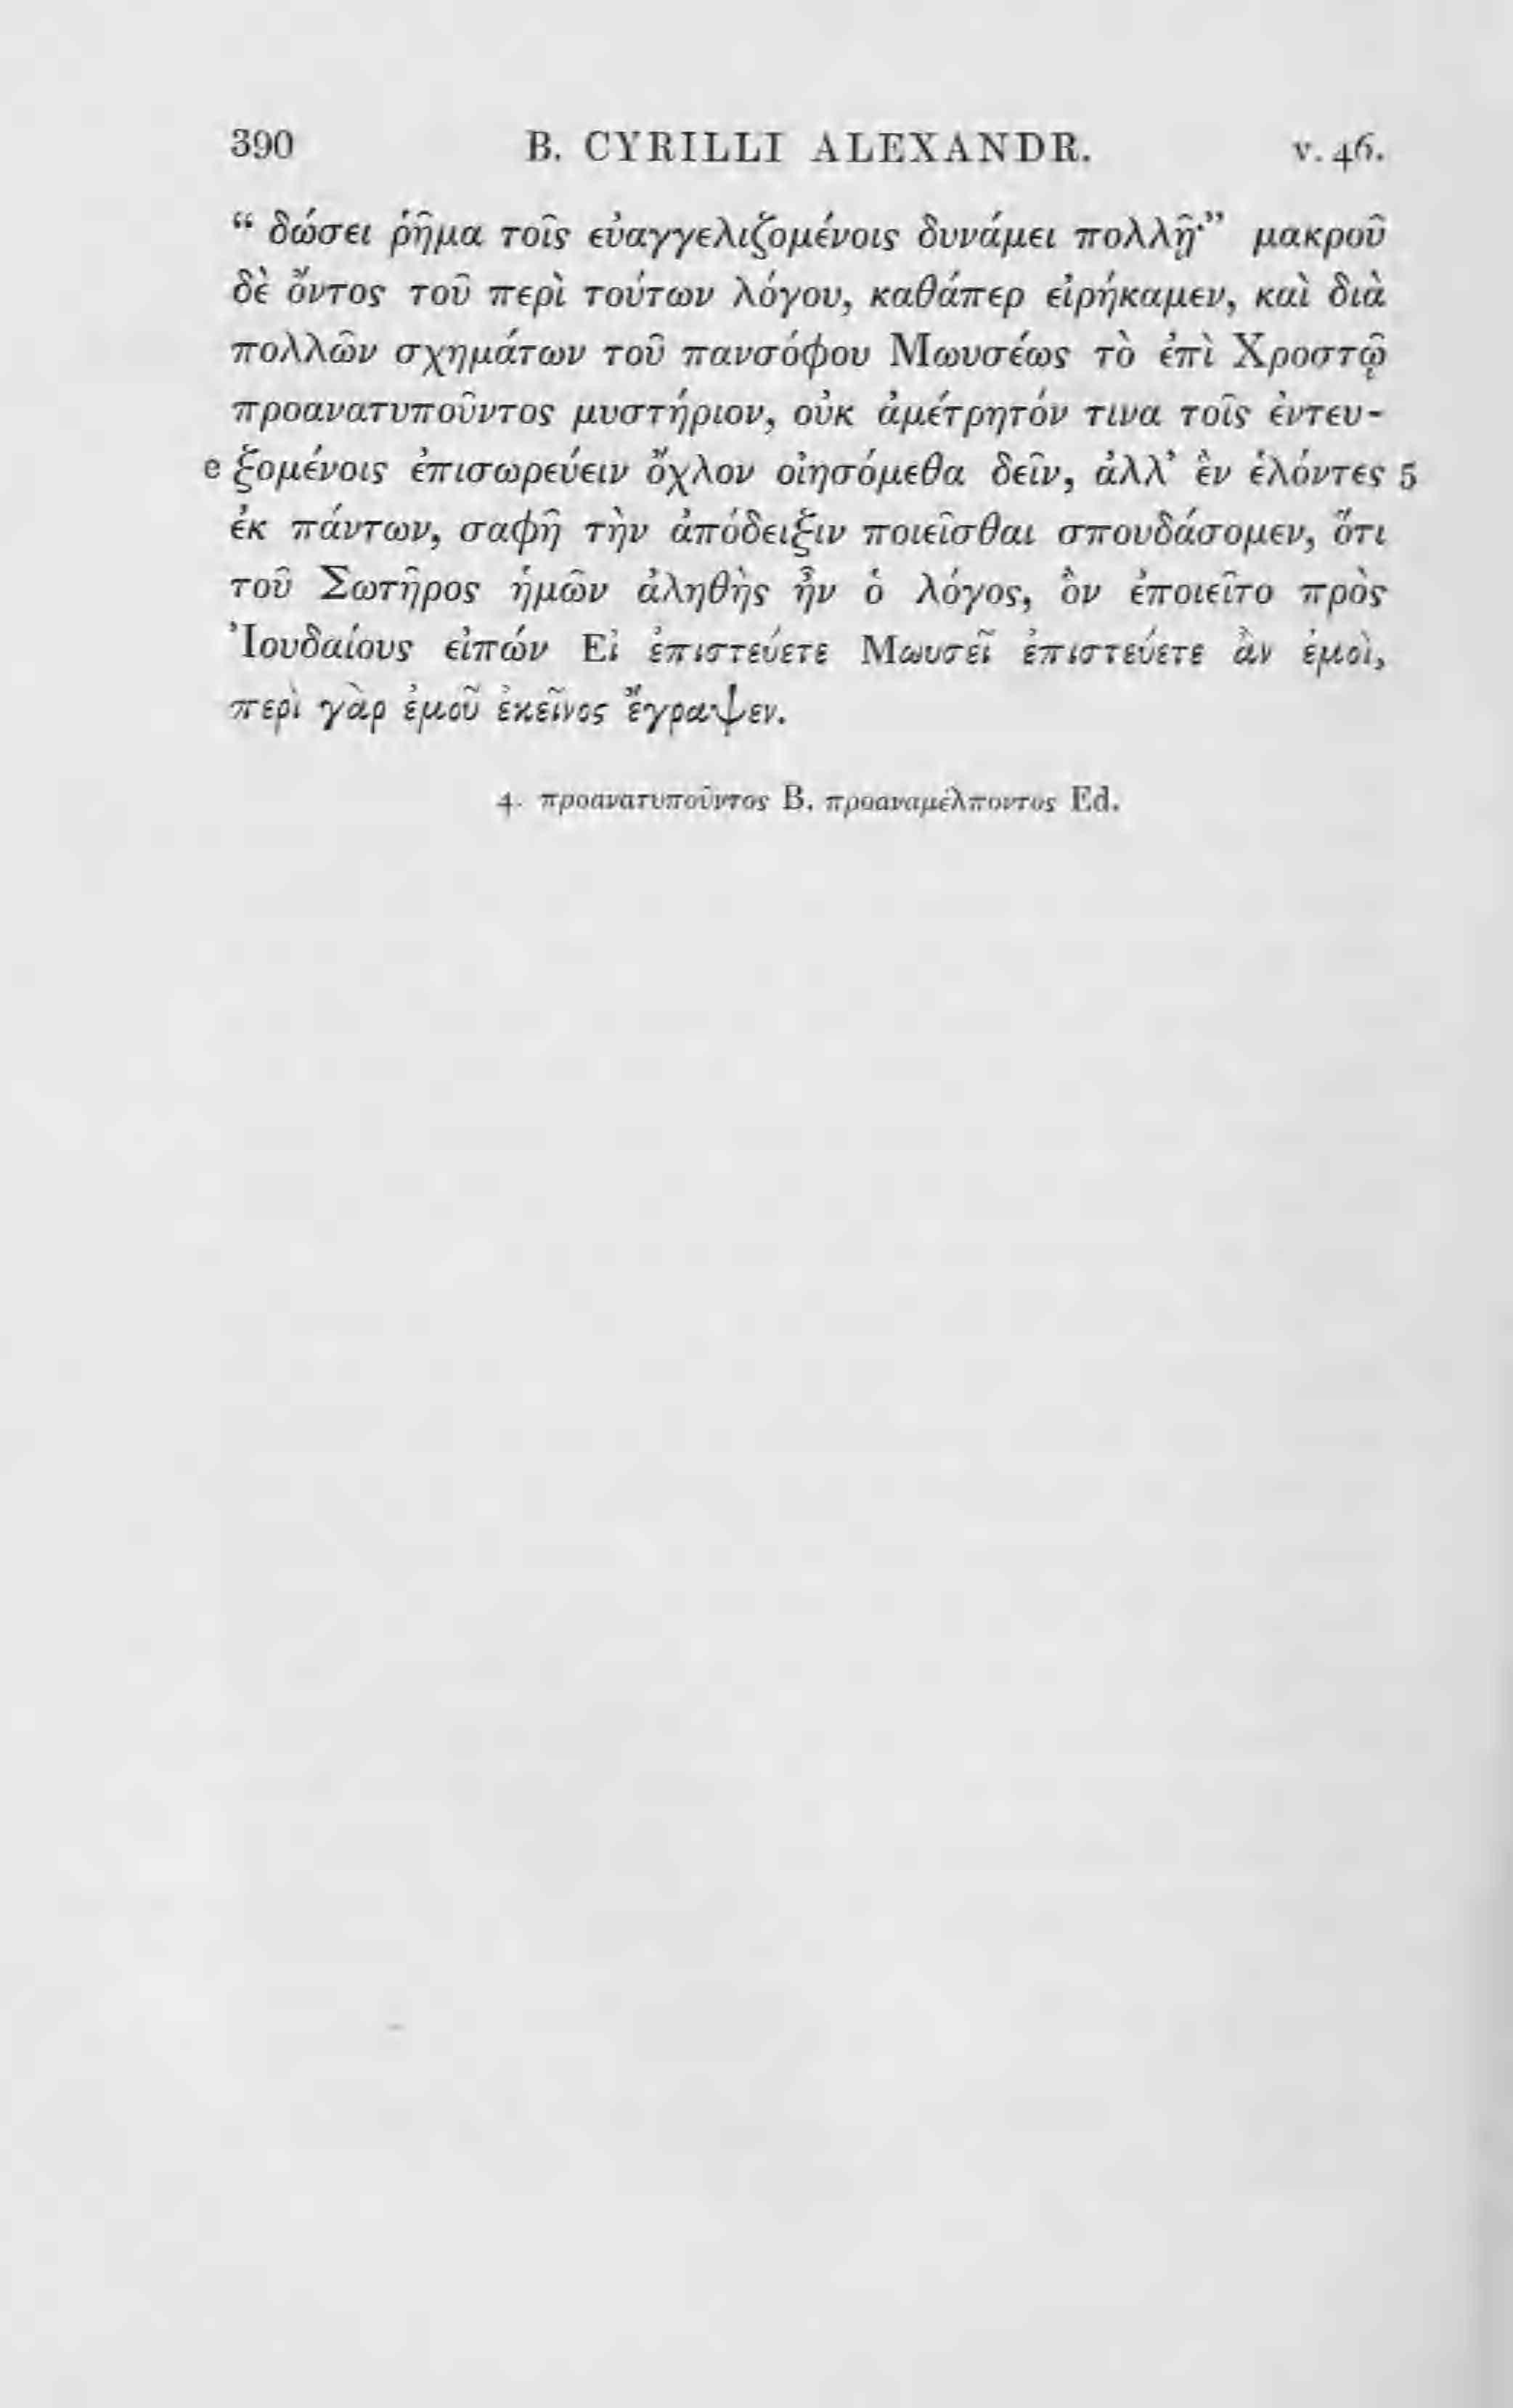 390 B. CYRILLI ALEXANDR. v. 46.
“ δώσει ῥῆμα τοῖς εὐαγγελιζομένοις δυνάμει πολλῇ·” μακροῦ
δὲ ὄντος τοῦ περὶ τούτων λόγου, καθάπερ εἰρήκαμεν, καὶ διὰ
πολλῶν σχημάτων τοῦ πανσόφου Μωυσέως τὸ ἐπὶ Χροστῷ
προανατυποῦντος μυστήριον, οὐκ ἀμέτρητόν τινα τοῖς ἐντευ-
e ξομένοις ἐπισωρεύειν ὄχλον οἰησόμεθα δεῖν, ἀλλ’ ἓν ἑλόντες 5
ἐκ πάντων, σαφῆ τὴν ἀπόδειξιν ποιεῖσθαι σπουδάσομεν, ὅτι
τοῦ Σωτῆρος ἡμῶν ἀληθὴς ἦν ὁ λόγος, ὃν ἐποιεῖτο πρὸς
Ἰουδαίους εἰπών Εἰ ἐπιστεύετε Μωυσεῖ ἐπιστεύετε ἂν ἐμοὶ,
περὶ γὰρ ἐμοῦ ἐκεῖνος ἔγραψεν.
4. προανατυποῦντος B. προαναμέλποντος Ed.